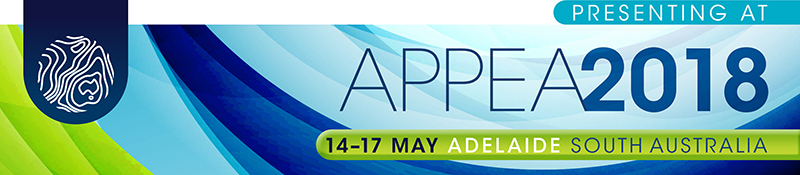 PRESENTING AT
APPEA2018
14–17 MAY ADELAIDE SOUTH AUSTRALIA